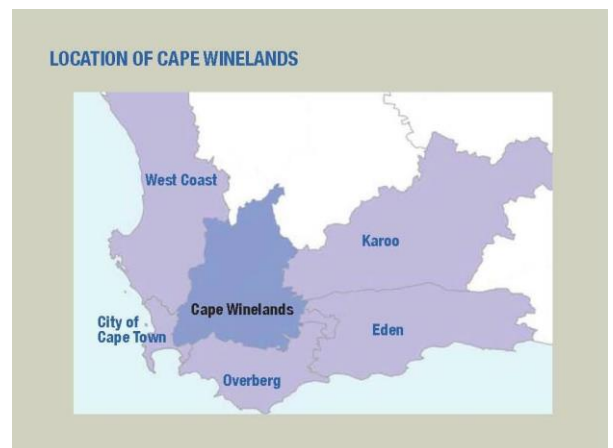 LOCATION OF CAPE WINELANDS
West Coast
Karoo
Cape Winelands
City of
Cape Town
Eden
Overberg